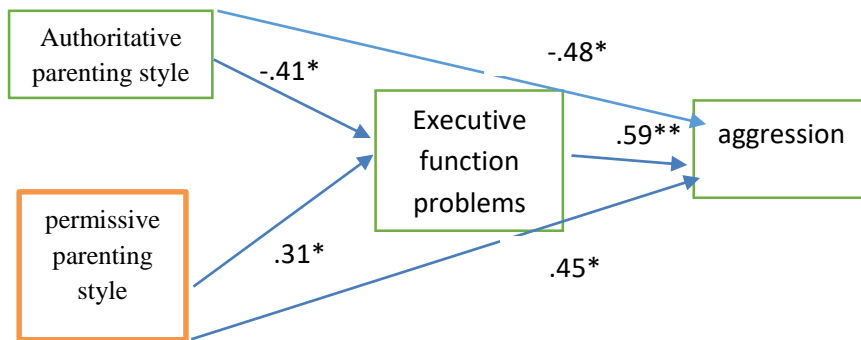 Authoritative
parenting style
-.41*
-.48*
Executive
function
problems
.59**
aggression
permissive
parenting
style
.31*
.45*